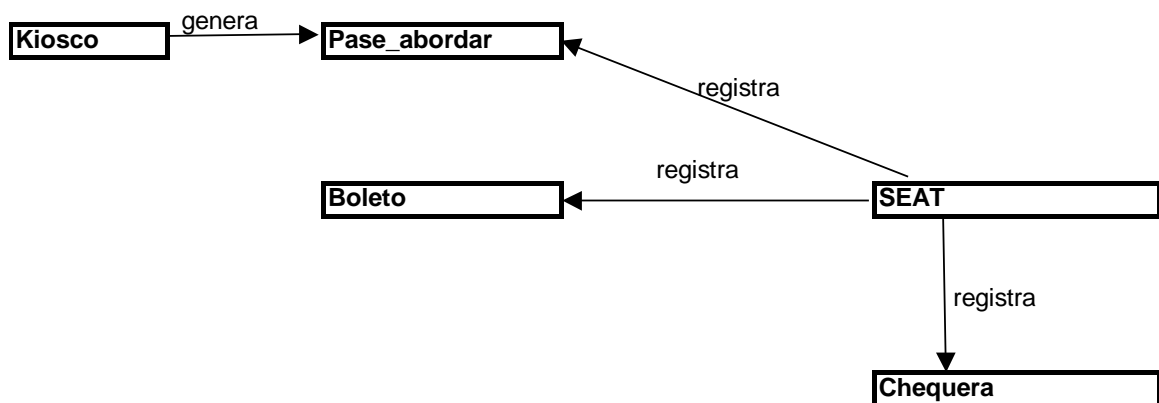 genera
Kiosco
Pase_abordar
registra
registra
Boleto
SEAT
registra
Chequera